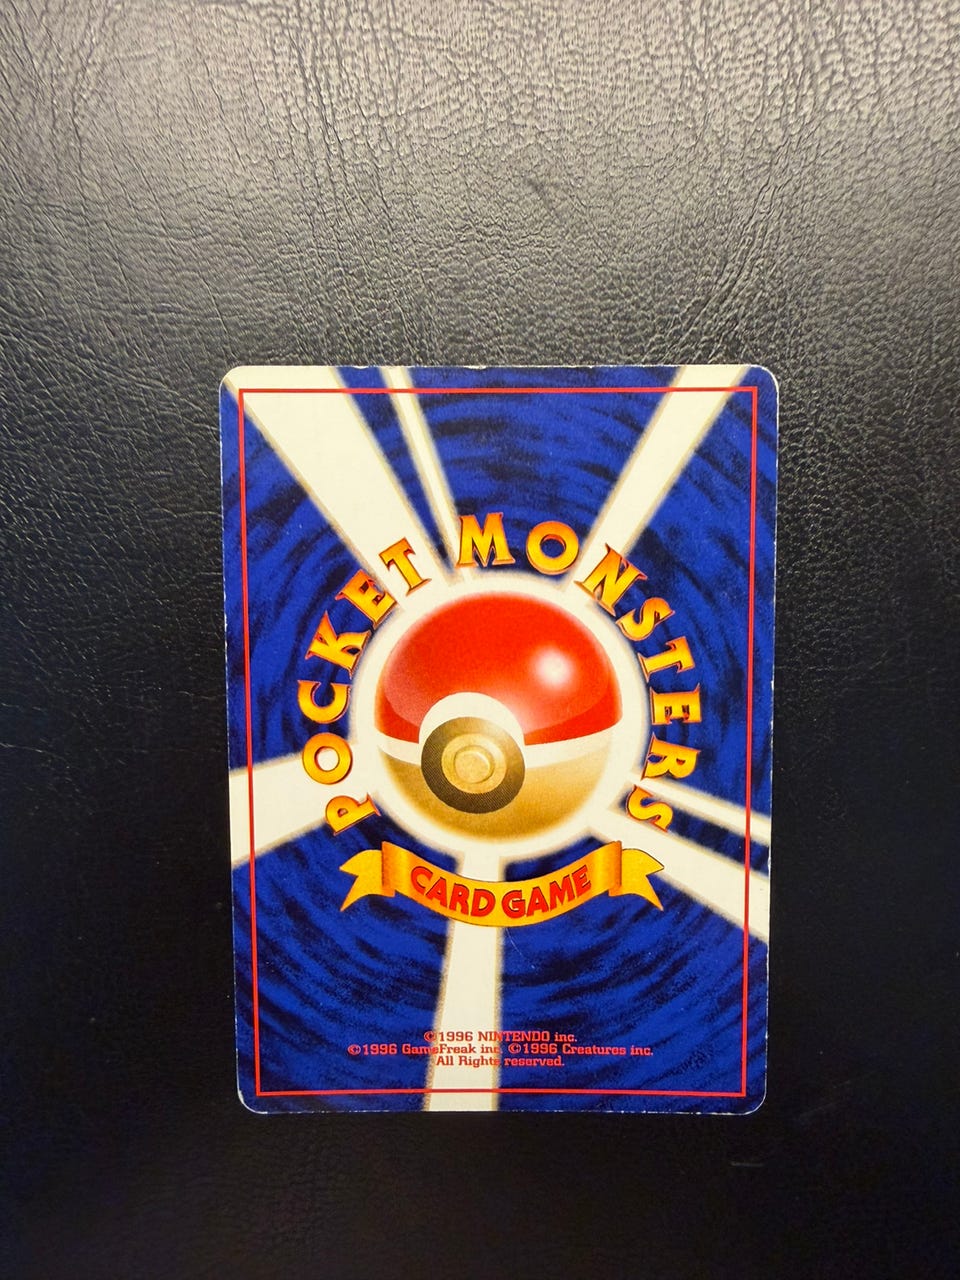 POCKET MONSTERS
CARD GAME
©1996 NINTENDO inc.
©1996 GameFreak inc. ©1996 Creatures inc.
All Rights reserved.